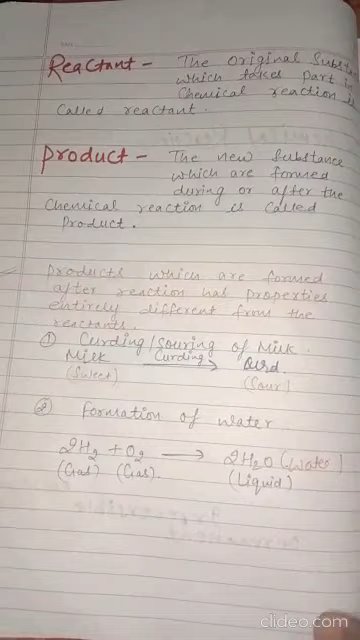 Reactant - The original Substa
which takes part in
Chemical reaction i
Called reactant.
Product - The new Substance
which are formed
during or after the
Chemical reaction is Called
Product.
Products which are formed
after reaction has properties
entirely different from the
reactants.
① Curding/Souring of Milk.
Milk Curding → Curd.
(Sweet) (Sour)
② Formation of water
2H₂ + O₂ → 2H₂O (Water)
(Gas) (Gas). (Liquid)
clideo.com